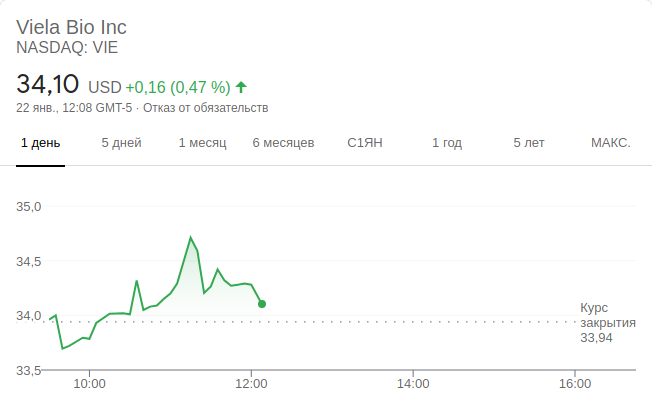 Viela Bio Inc
NASDAQ: VIE
34,10 USD +0,16 (0,47 %)
22 янв., 12:08 GMT-5 · Отказ от обязательств
1 день 5 дней 1 месяц 6 месяцев С1ЯН 1 год 5 лет МАКС.
35,0
34,5
34,0
33,5
Курс
закрытия
33,94
10:00 12:00 14:00 16:00